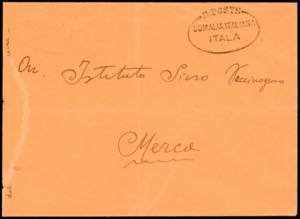 R. POSTE
SOMALIA ITALIANA
ITALA
On. Istituto Siero Vaccinogeno
Merca